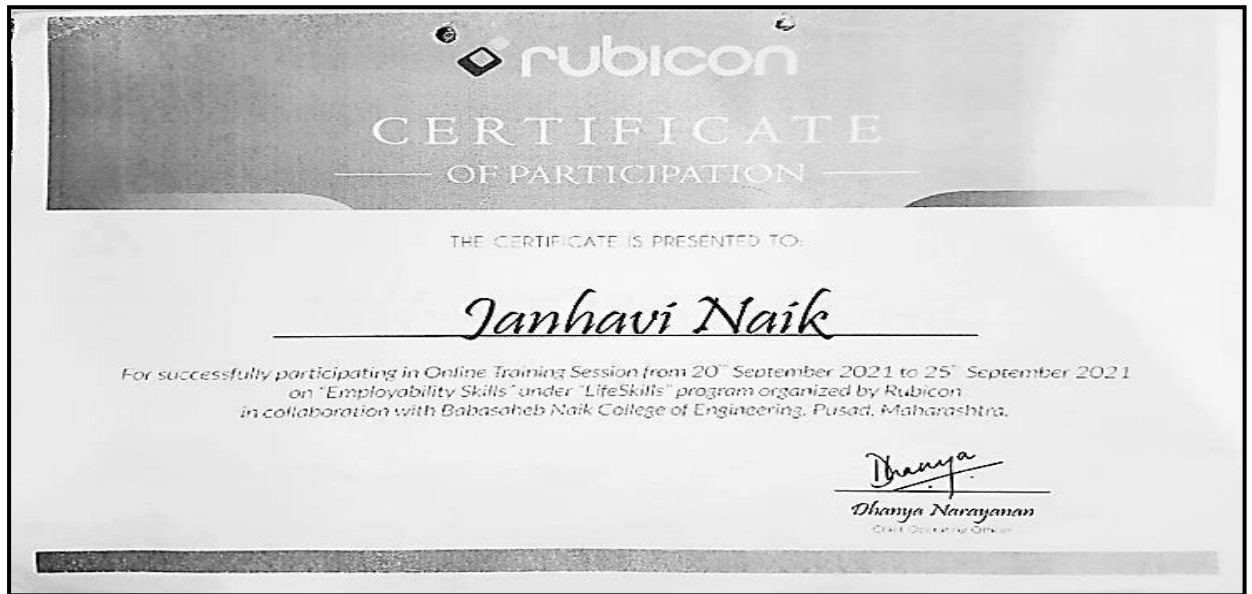 rubicon
CERTIFICATE
OF PARTICIPATION
THE CERTIFICATE IS PRESENTED TO:
Janhavi Naik
For successfully participating in Online Training Session from 20th September 2021 to 25th September 2021
on "Employability Skills" under "LifeSkills" program organized by Rubicon
in collaboration with Babasaheb Naik College of Engineering, Pusad, Maharashtra.
Dhanya
Dhanya Narayanan
Chief Operating Officer